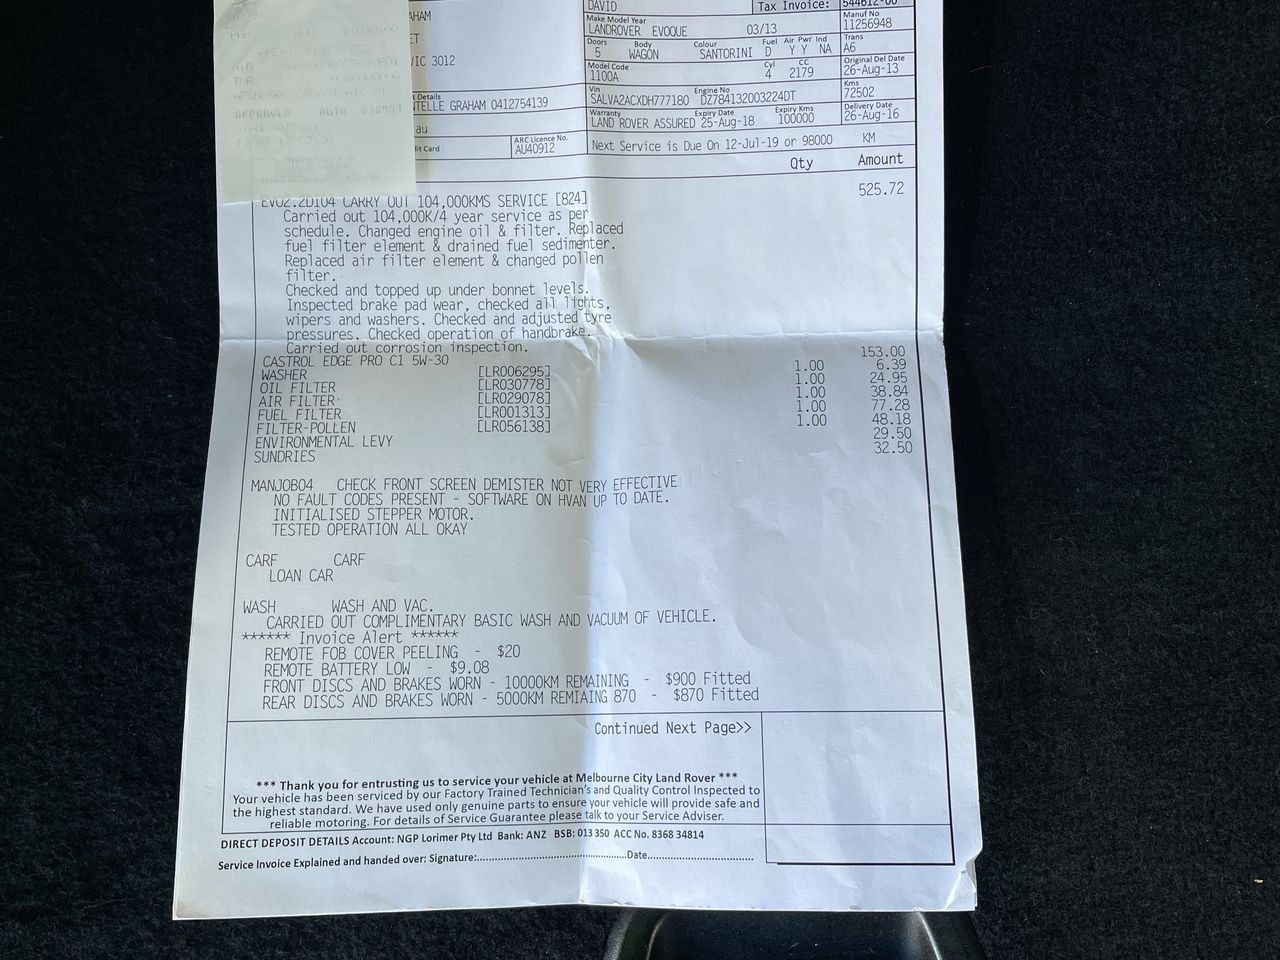 DAVID
Tax Invoice:
544612-00
AHAM
ET
VIC 3012
Make Model Year
LANDROVER EVOQUE 03/13
Manuf No
11256948
Doors Body Colour Fuel Air Pwr Ind
5 WAGON SANTORINI D Y Y NA
Trans
A6
Model Code Cyl CC
1100A 4 2179
Original Del Date
26-Aug-13
Vin Engine No
SALVA2ACXDH777180 DZ784132003224DT
Kms
72502
Warranty Expiry Date Expiry Kms
LAND ROVER ASSURED 25-Aug-18 100000
Delivery Date
26-Aug-16
t Details
NTELLE GRAHAM 0412754139
au
it Card
ARC Licence No.
AU40912
Next Service is Due On 12-Jul-19 or 98000 KM
APPROVED AUTH
Qty Amount
525.72
EVO2.2D104 CARRY OUT 104,000KMS SERVICE [824]
Carried out 104,000K/4 year service as per
schedule. Changed engine oil & filter. Replaced
fuel filter element & drained fuel sedimenter.
Replaced air filter element & changed pollen
filter.
Checked and topped up under bonnet levels.
Inspected brake pad wear, checked all lights,
wipers and washers. Checked and adjusted tyre
pressures. Checked operation of handbrake.
Carried out corrosion inspection.
CASTROL EDGE PRO C1 5W-30 153.00
WASHER [LR006295] 1.00 6.39
OIL FILTER [LR030778] 1.00 24.95
AIR FILTER [LR029078] 1.00 38.84
FUEL FILTER [LR001313] 1.00 77.28
FILTER-POLLEN [LR056138] 1.00 48.18
ENVIRONMENTAL LEVY 29.50
SUNDRIES 32.50
MANJOB04 CHECK FRONT SCREEN DEMISTER NOT VERY EFFECTIVE
NO FAULT CODES PRESENT - SOFTWARE ON HVAN UP TO DATE.
INITIALISED STEPPER MOTOR.
TESTED OPERATION ALL OKAY
CARF CARF
LOAN CAR
WASH WASH AND VAC.
CARRIED OUT COMPLIMENTARY BASIC WASH AND VACUUM OF VEHICLE.
****** Invoice Alert ******
REMOTE FOB COVER PEELING - $20
REMOTE BATTERY LOW - $9.08
FRONT DISCS AND BRAKES WORN - 10000KM REMAINING - $900 Fitted
REAR DISCS AND BRAKES WORN - 5000KM REMIAING 870 - $870 Fitted
Continued Next Page>>
*** Thank you for entrusting us to service your vehicle at Melbourne City Land Rover ***
Your vehicle has been serviced by our Factory Trained Technician's and Quality Control Inspected to
the highest standard. We have used only genuine parts to ensure your vehicle will provide safe and
reliable motoring. For details of Service Guarantee please talk to your Service Adviser.
DIRECT DEPOSIT DETAILS Account: NGP Lorimer Pty Ltd Bank: ANZ BSB: 013 350 ACC No. 8368 34814
Service Invoice Explained and handed over: Signature:..................................................Date...................................